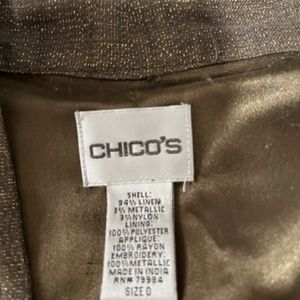 CHICO'S
SHELL:
94% LINEN
3% METALLIC
3% NYLON
LINING:
100% POLYESTER
APPLIQUE:
100% RAYON
EMBROIDERY:
100% METALLIC
MADE IN INDIA
RN# 79984
SIZE 0